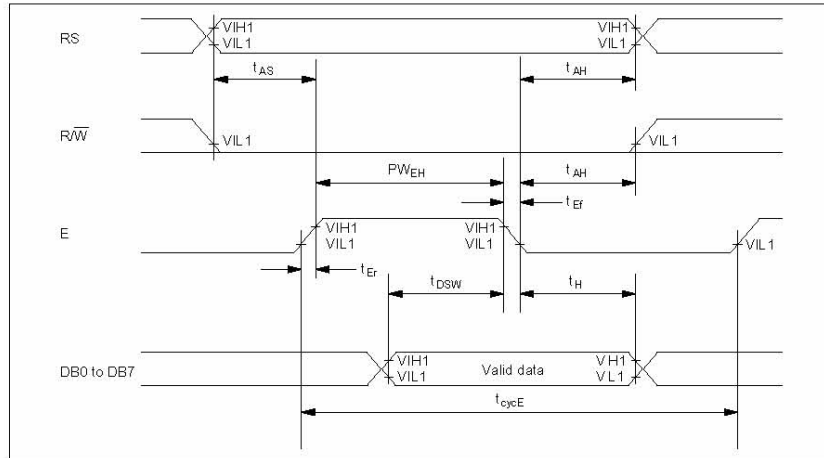 RS
VIH1
VIL1
VIH1
VIL1
tAS
tAH
R/W̅
VIL1
VIL1
PWEH
tAH
tEf
E
VIH1
VIL1
VIH1
VIL1
VIL1
tEr
tDSW
tH
DB0 to DB7
VIH1
VIL1
Valid data
VH1
VL1
tcycE